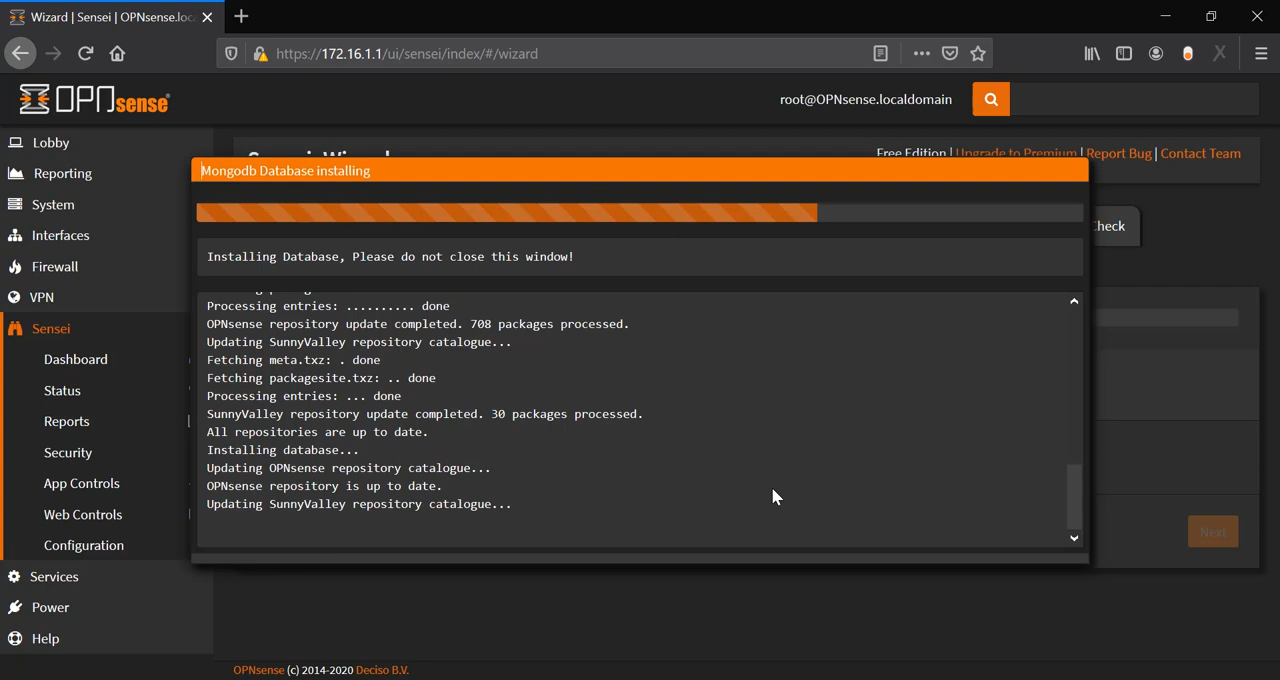 Wizard | Sensei | OPNsense.loc
https://172.16.1.1/ui/sensei/index/#/wizard
OPNsense
root@OPNsense.localdomain
Lobby
Reporting
System
Interfaces
Firewall
VPN
Sensei
Dashboard
Status
Reports
Security
App Controls
Web Controls
Configuration
Services
Power
Help
Free Edition | Upgrade to Premium | Report Bug | Contact Team
Mongodb Database installing
Check
Installing Database, Please do not close this window!
Processing entries: .......... done
OPNsense repository update completed. 708 packages processed.
Updating SunnyValley repository catalogue...
Fetching meta.txz: . done
Fetching packagesite.txz: .. done
Processing entries: ... done
SunnyValley repository update completed. 30 packages processed.
All repositories are up to date.
Installing database...
Updating OPNsense repository catalogue...
OPNsense repository is up to date.
Updating SunnyValley repository catalogue...
Next
OPNsense (c) 2014-2020 Deciso B.V.